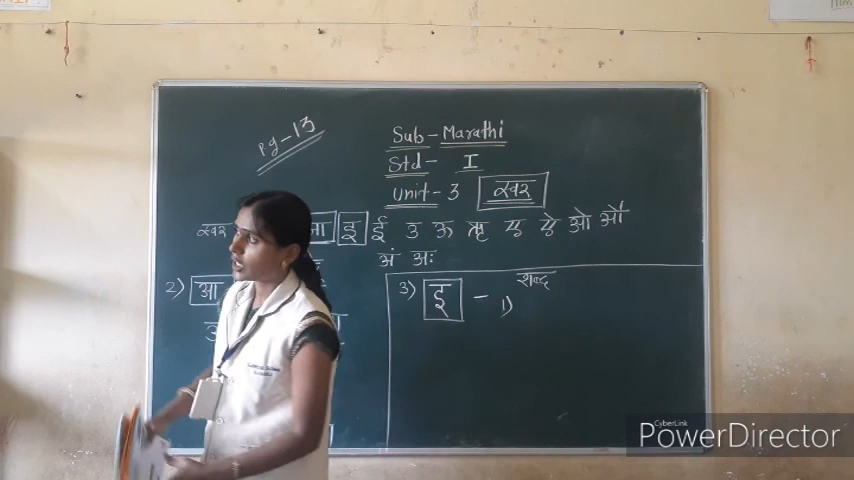 Pg-13
Sub-Marathi
Std- I
Unit-3 स्वर
स्वर आ इ ई उ ऊ ऋ ए ऐ ओ औ
अं अः
2) आ
3) इ - 1) शब्द
CyberLink
PowerDirector